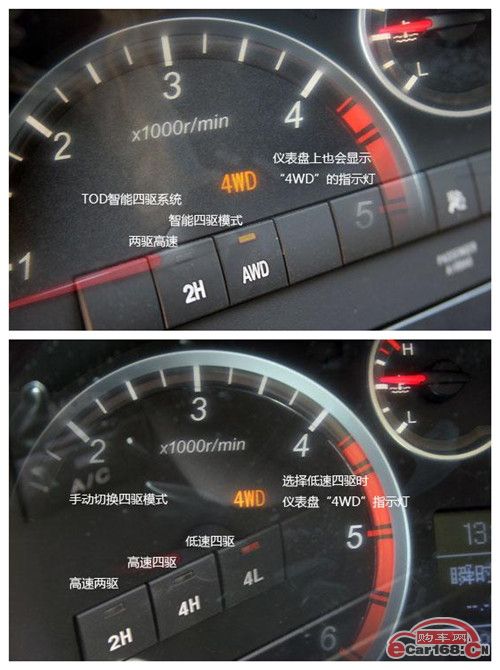 3
2
4
x1000r/min
仪表盘上也会显示
4WD
“4WD”的指示灯
TOD智能四驱系统
智能四驱模式
5
两驱高速
1
2H
AWD
L
H
3
L
2
4
x1000r/min
A/C
手动切换四驱模式
4WD
选择低速四驱时
仪表盘“4WD”指示灯
低速四驱
5
高速四驱
13
高速两驱
4L
瞬时
4H
2H
6
购车网
eCar168.CN